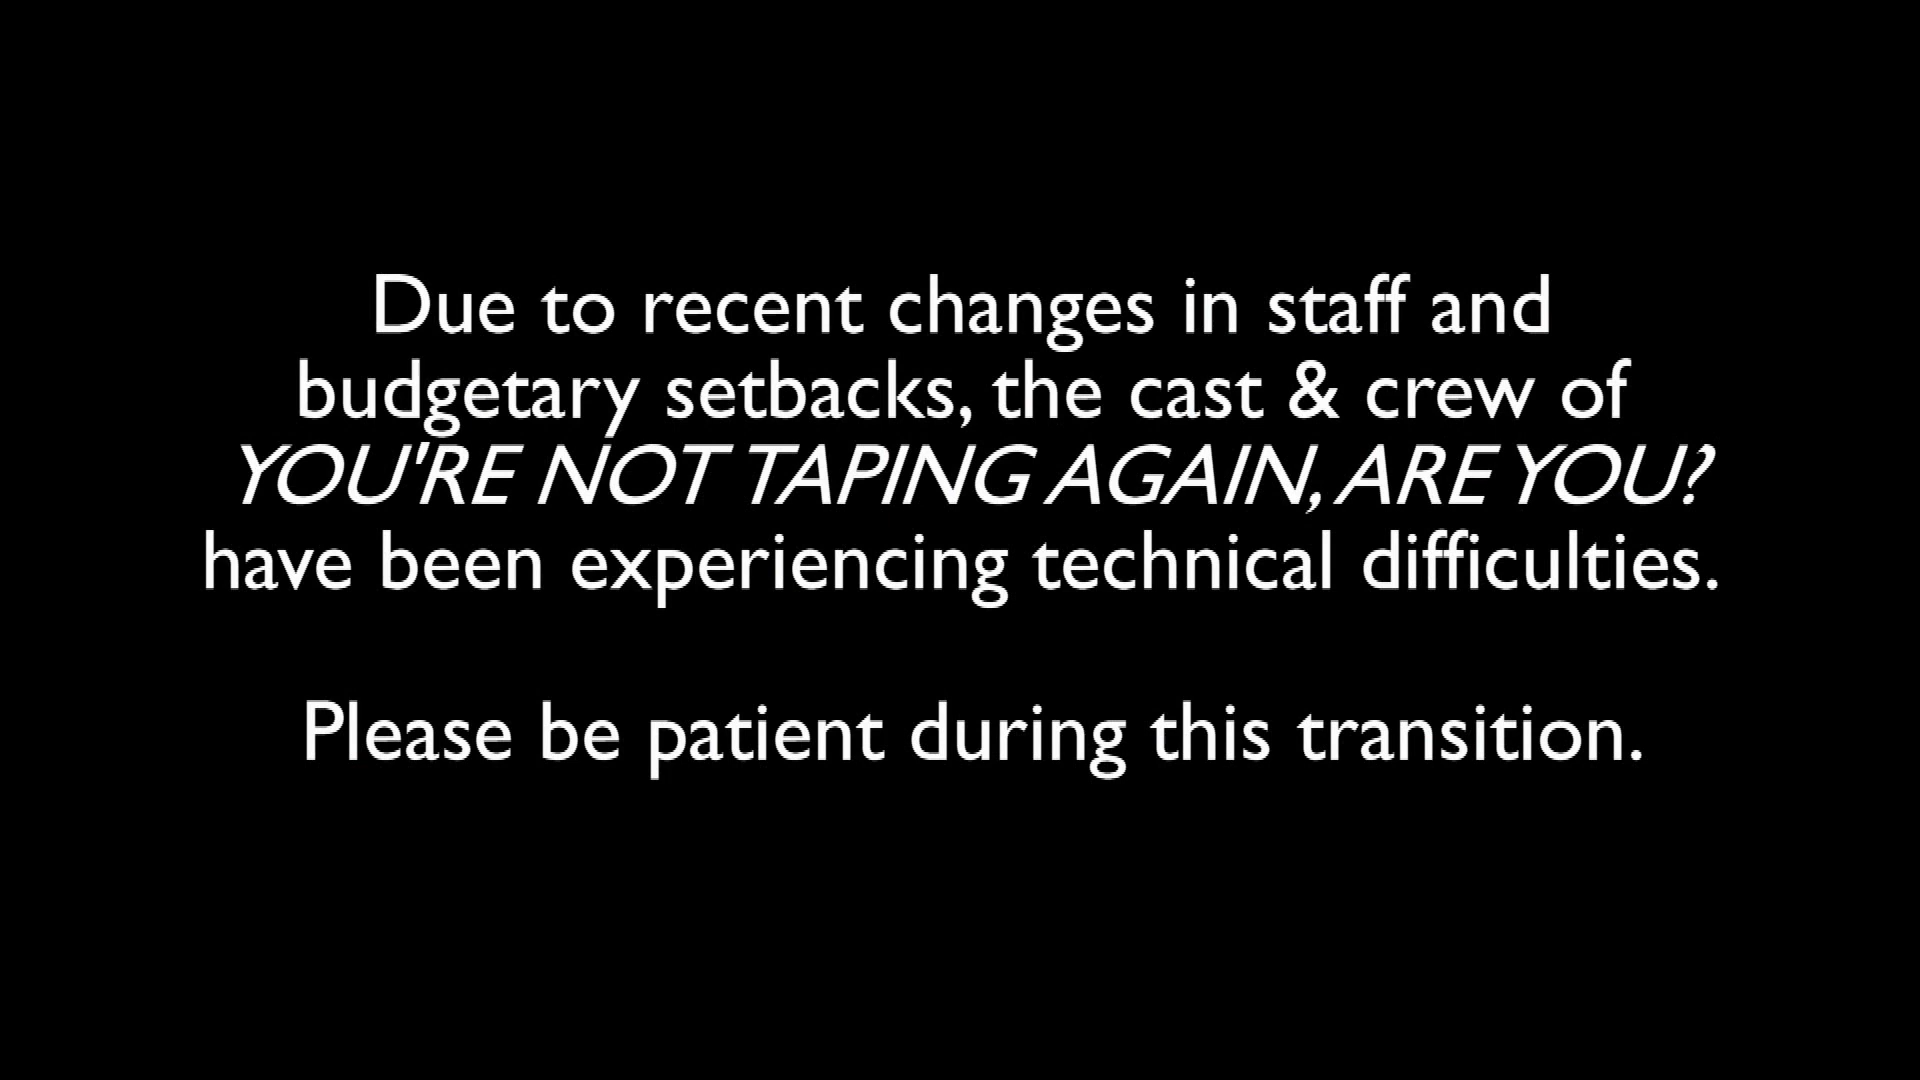 Due to recent changes in staff and
budgetary setbacks, the cast & crew of
YOU'RE NOT TAPING AGAIN, ARE YOU?
have been experiencing technical difficulties.
Please be patient during this transition.